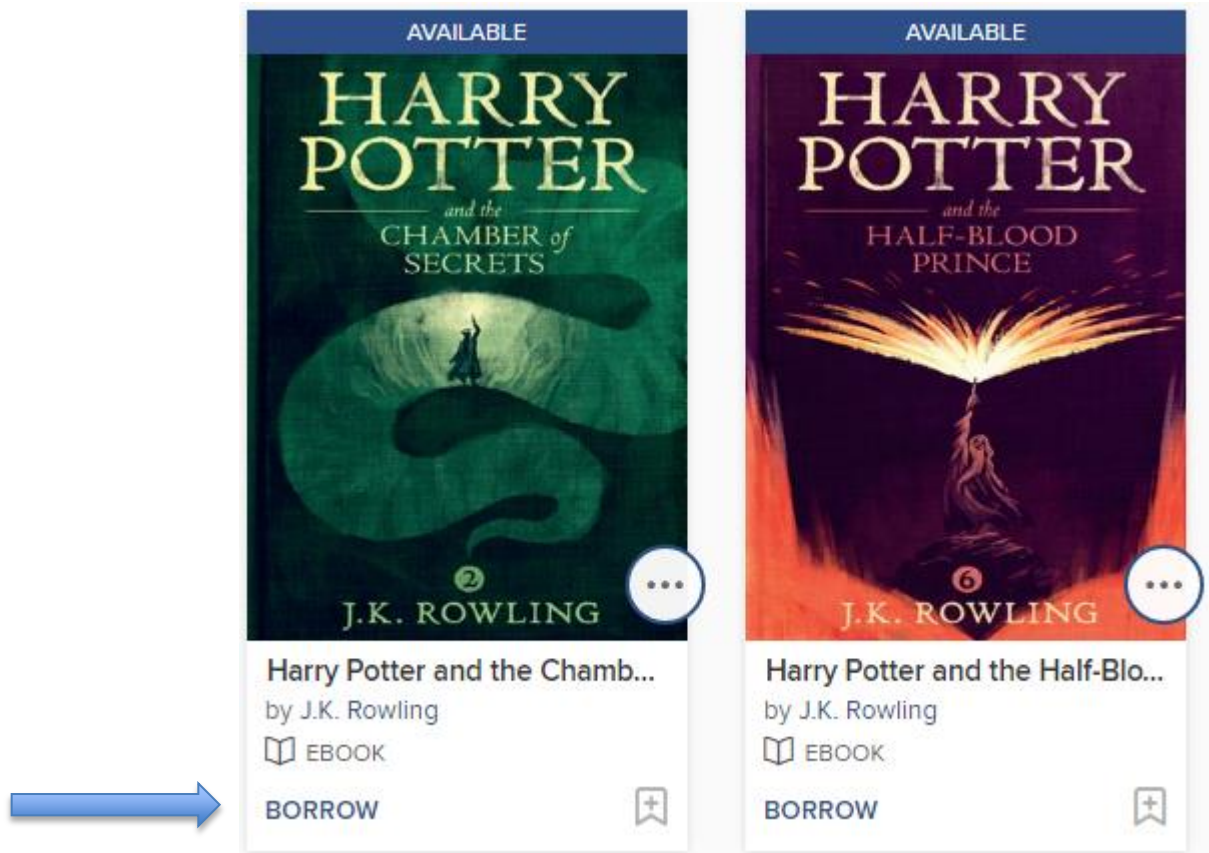 AVAILABLE
HARRY
POTTER
and the
CHAMBER of
SECRETS
2
J.K. ROWLING
Harry Potter and the Chamb...
by J.K. Rowling
EBOOK
BORROW
AVAILABLE
HARRY
POTTER
and the
HALF-BLOOD
PRINCE
6
J.K. ROWLING
Harry Potter and the Half-Blo...
by J.K. Rowling
EBOOK
BORROW